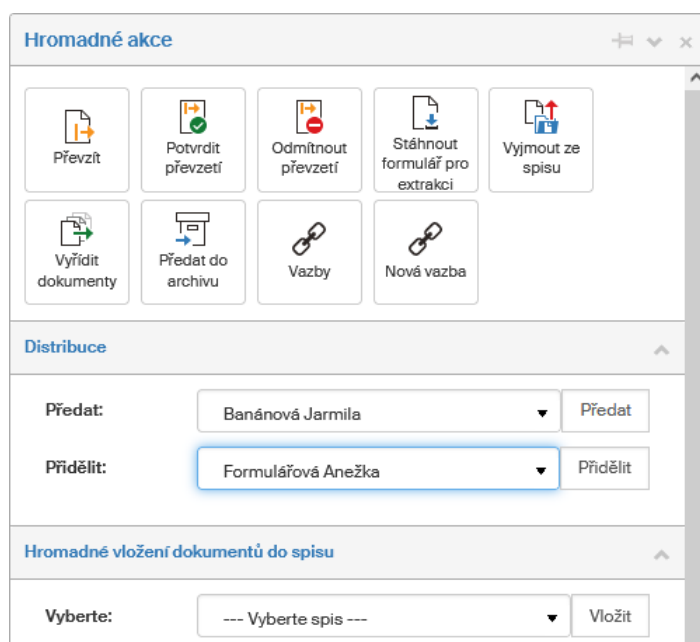 Hromadné akce
Převzít
Potvrdit
převzetí
Odmítnout
převzetí
Stáhnout
formulář pro
extrakci
Vyjmout ze
spisu
Vyřídit
dokumenty
Předat do
archivu
Vazby
Nová vazba
Distribuce
Předat: Banánová Jarmila Předat
Přidělit: Formulářová Anežka Přidělit
Hromadné vložení dokumentů do spisu
Vyberte: --- Vyberte spis --- Vložit